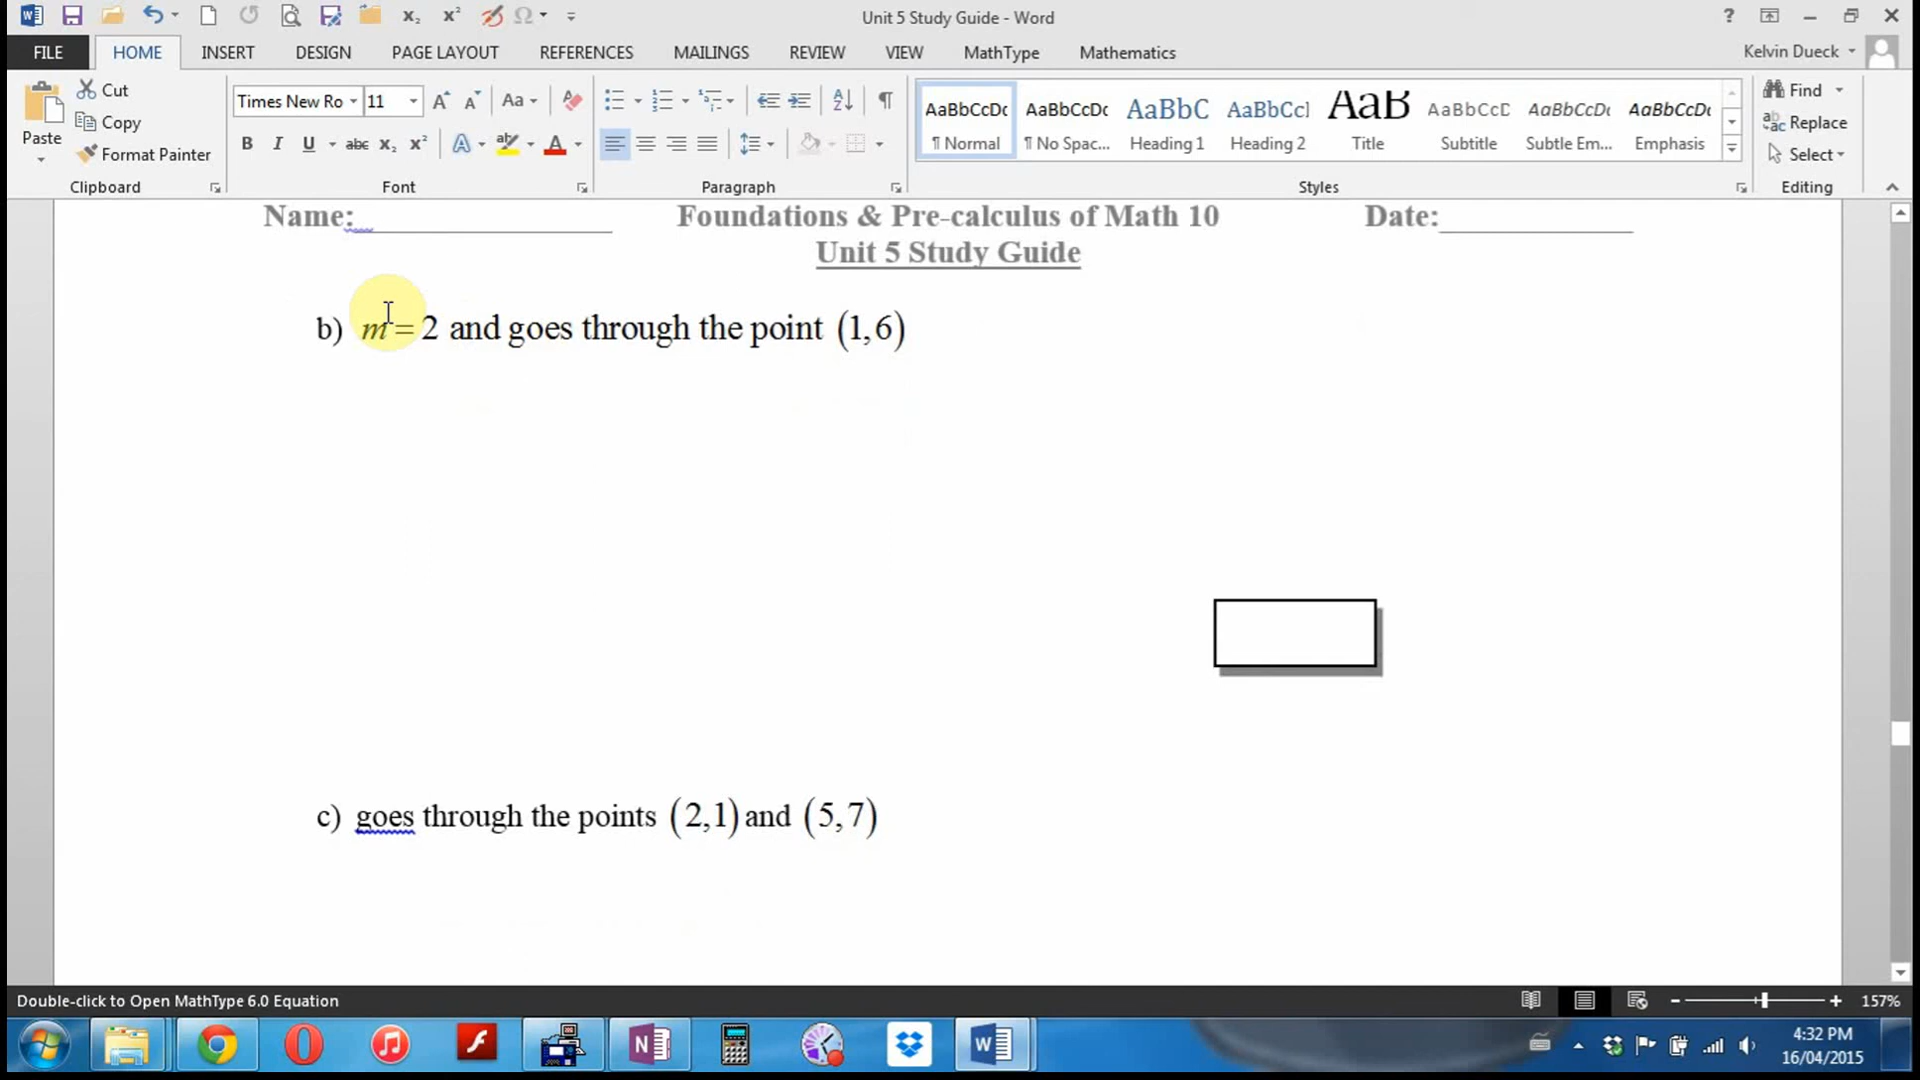 Unit 5 Study Guide - Word
FILE HOME INSERT DESIGN PAGE LAYOUT REFERENCES MAILINGS REVIEW VIEW MathType Mathematics Kelvin Dueck
Paste Cut Copy Format Painter
Times New Ro 11
AaBbCcDc AaBbCcDc AaBbC AaBbCcI AaB AaBbCcD AaBbCcDc AaBbCcDc
¶ Normal ¶ No Spac... Heading 1 Heading 2 Title Subtitle Subtle Em... Emphasis
Find Replace Select
Clipboard Font Paragraph Styles Editing
Name:_________________ Foundations & Pre-calculus of Math 10 Date:_____________
Unit 5 Study Guide
b) m = 2 and goes through the point (1,6)
c) goes through the points (2,1) and (5,7)
Double-click to Open MathType 6.0 Equation 157%
4:32 PM
16/04/2015